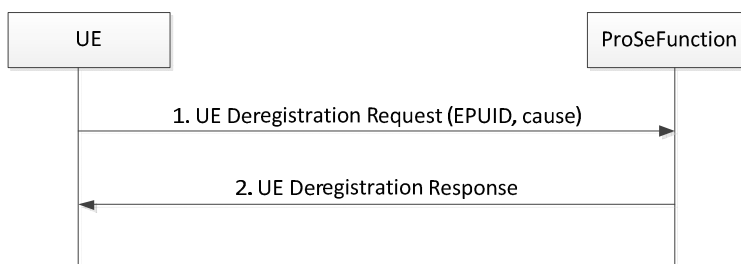 UE
ProSeFunction
1. UE Deregistration Request (EPUID, cause)
2. UE Deregistration Response